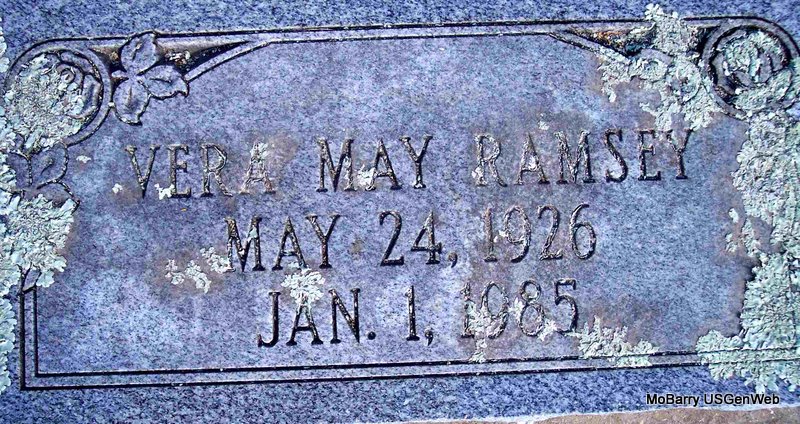 VERA MAY RAMSEY
MAY 24, 1926
JAN. 1, 1985
MoBarry USGenWeb